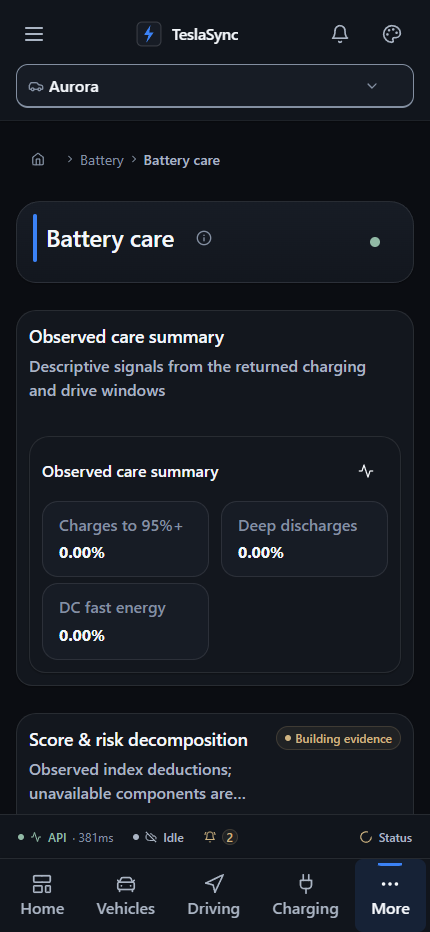 TeslaSync
Aurora
Battery
Battery care
Battery care
Observed care summary
Descriptive signals from the returned charging
and drive windows
Observed care summary
Charges to 95%+
0.00%
Deep discharges
0.00%
DC fast energy
0.00%
Score & risk decomposition
Building evidence
Observed index deductions;
unavailable components are...
API · 381ms
Idle
2
Status
Home
Vehicles
Driving
Charging
More